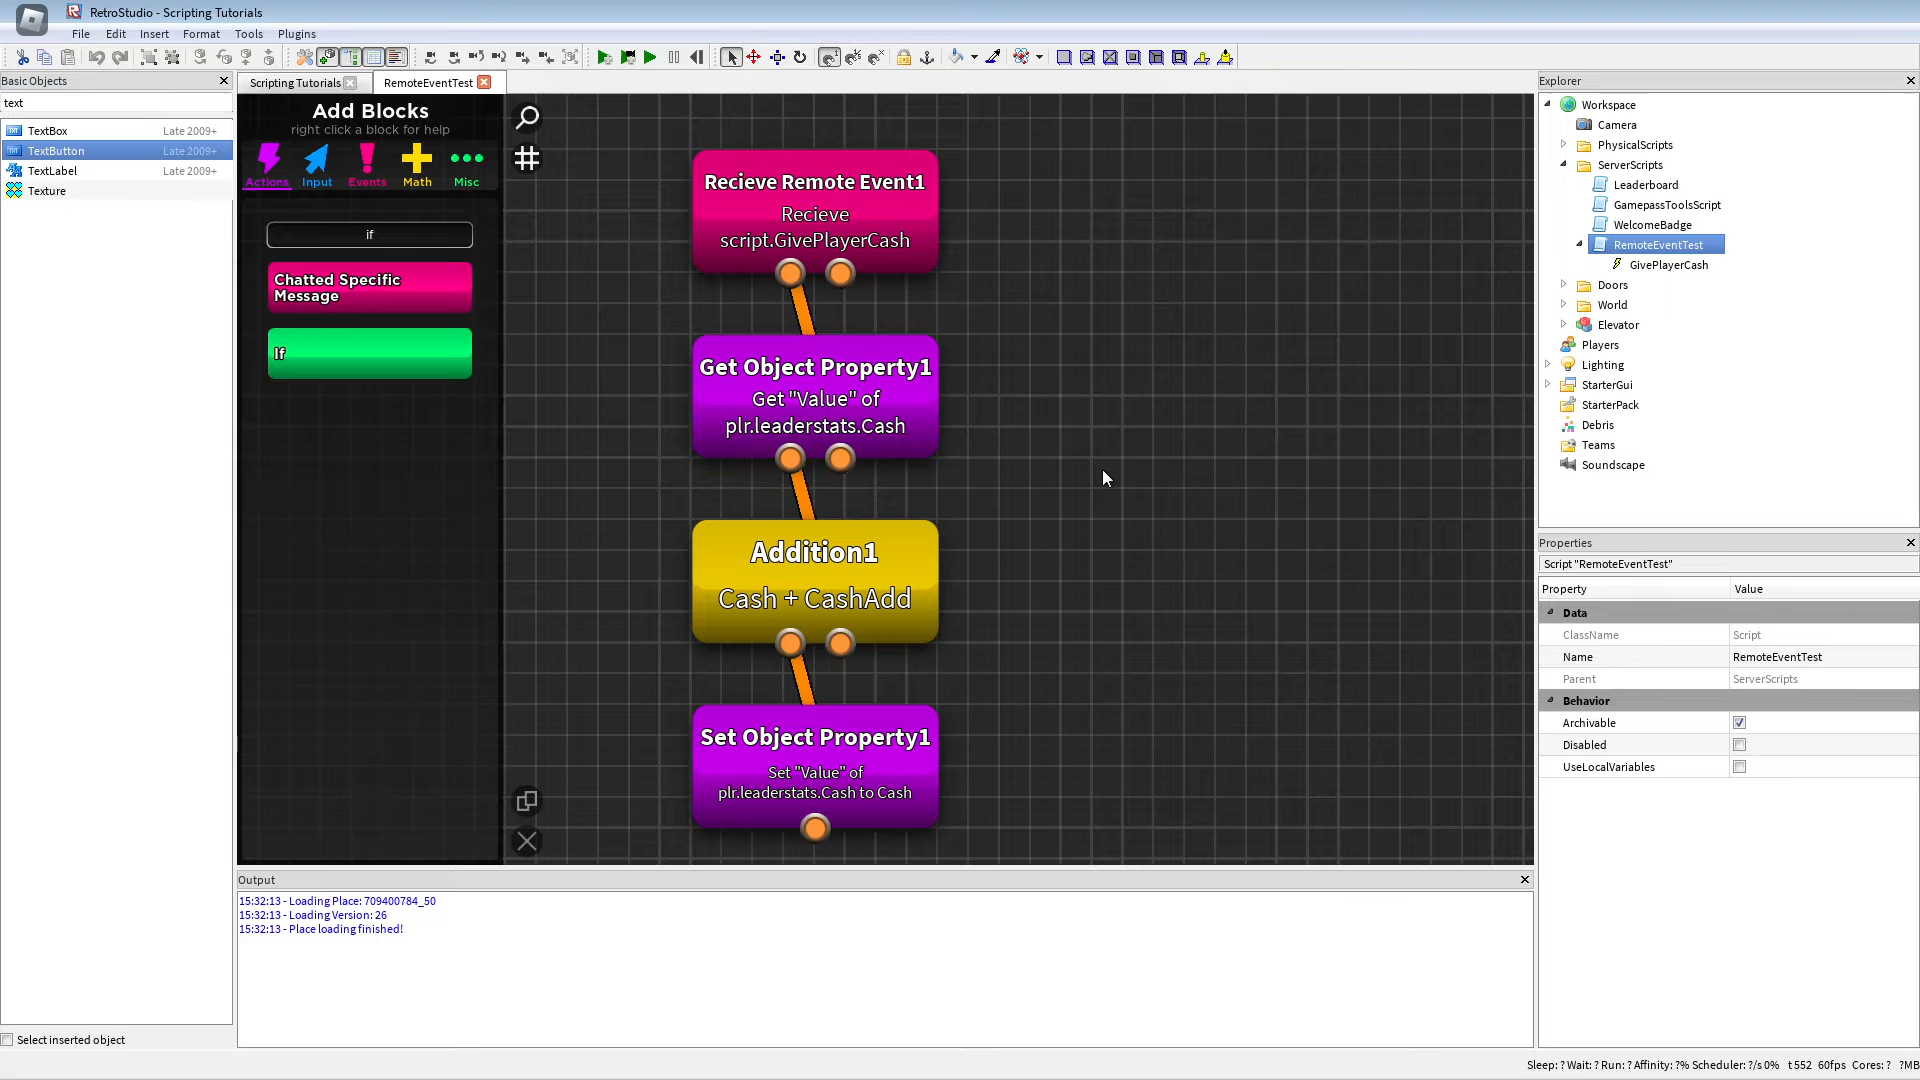 RetroStudio - Scripting Tutorials
File Edit Insert Format Tools Plugins
Basic Objects
text
TextBox Late 2009+
TextButton Late 2009+
TextLabel Late 2009+
Texture
Select inserted object
Scripting Tutorials
RemoteEventTest
Add Blocks
right click a block for help
Actions Input Events Math Misc
if
Chatted Specific
Message
If
Recieve Remote Event1
Recieve
script.GivePlayerCash
Get Object Property1
Get "Value" of
plr.leaderstats.Cash
Addition1
Cash + CashAdd
Set Object Property1
Set "Value" of
plr.leaderstats.Cash to Cash
Output
15:32:13 - Loading Place: 709400784_50
15:32:13 - Loading Version: 26
15:32:13 - Place loading finished!
Explorer
Workspace
Camera
PhysicalScripts
ServerScripts
Leaderboard
GamepassToolsScript
WelcomeBadge
RemoteEventTest
GivePlayerCash
Doors
World
Elevator
Players
Lighting
StarterGui
StarterPack
Debris
Teams
Soundscape
Properties
Script "RemoteEventTest"
Property Value
Data
ClassName Script
Name RemoteEventTest
Parent ServerScripts
Behavior
Archivable
Disabled
UseLocalVariables
Sleep: ? Wait: ? Run: ? Affinity: ?% Scheduler: ?/s 0% t 552 60fps Cores: ? ?MB